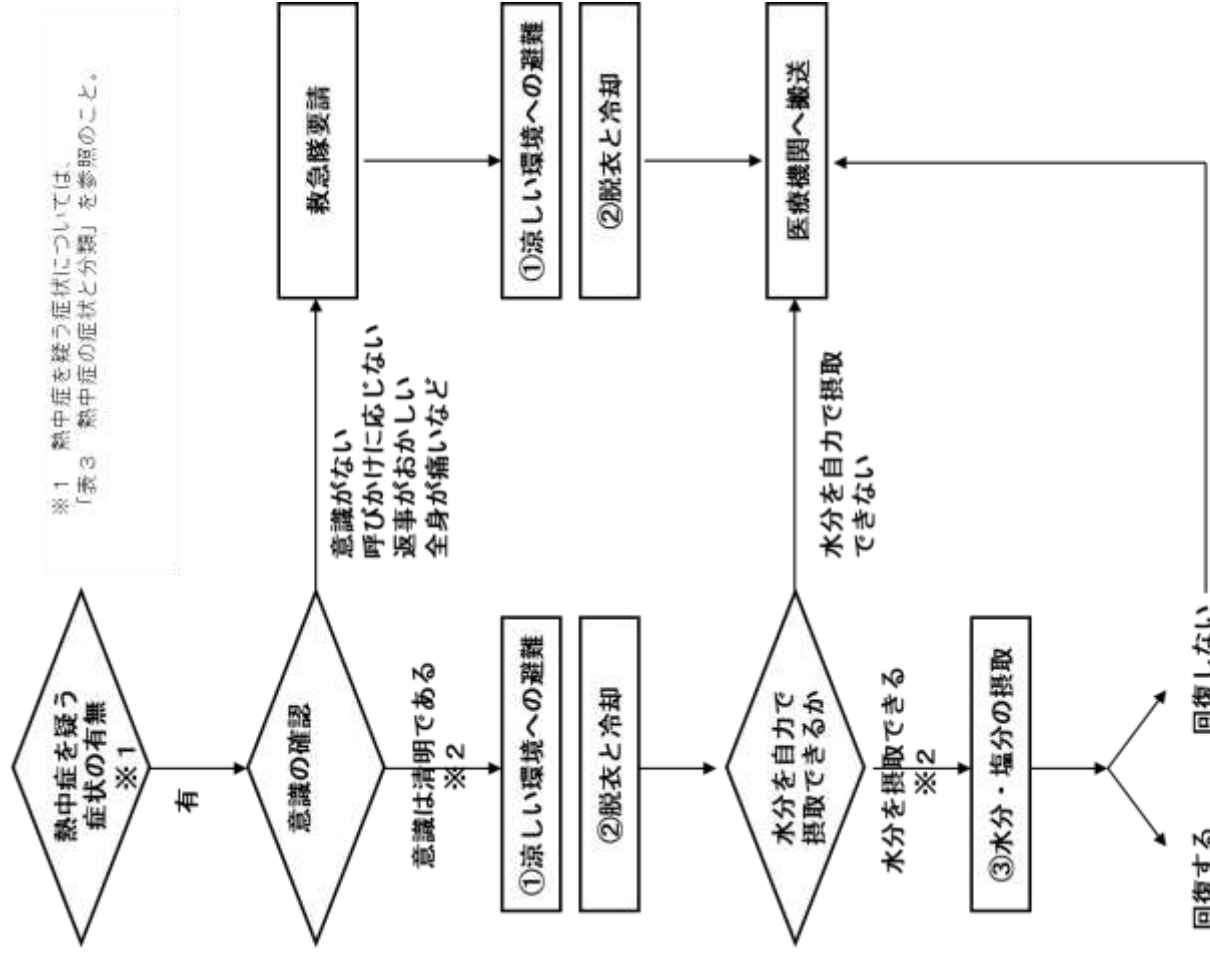 ※１　熱中症を疑う症状については、
「表３　熱中症の症状と分類」を参照のこと。
熱中症を疑う
症状の有無
※１
有
意識の確認
意識がない
呼びかけに応じない
返事がおかしい
全身が痛いなど
救急隊要請
意識は清明である
※２
①涼しい環境への避難
②脱衣と冷却
①涼しい環境への避難
②脱衣と冷却
水分を自力で
摂取できるか
水分を自力で摂取
できない
医療機関へ搬送
水分を摂取できる
※２
③水分・塩分の摂取
回復する
回復しない